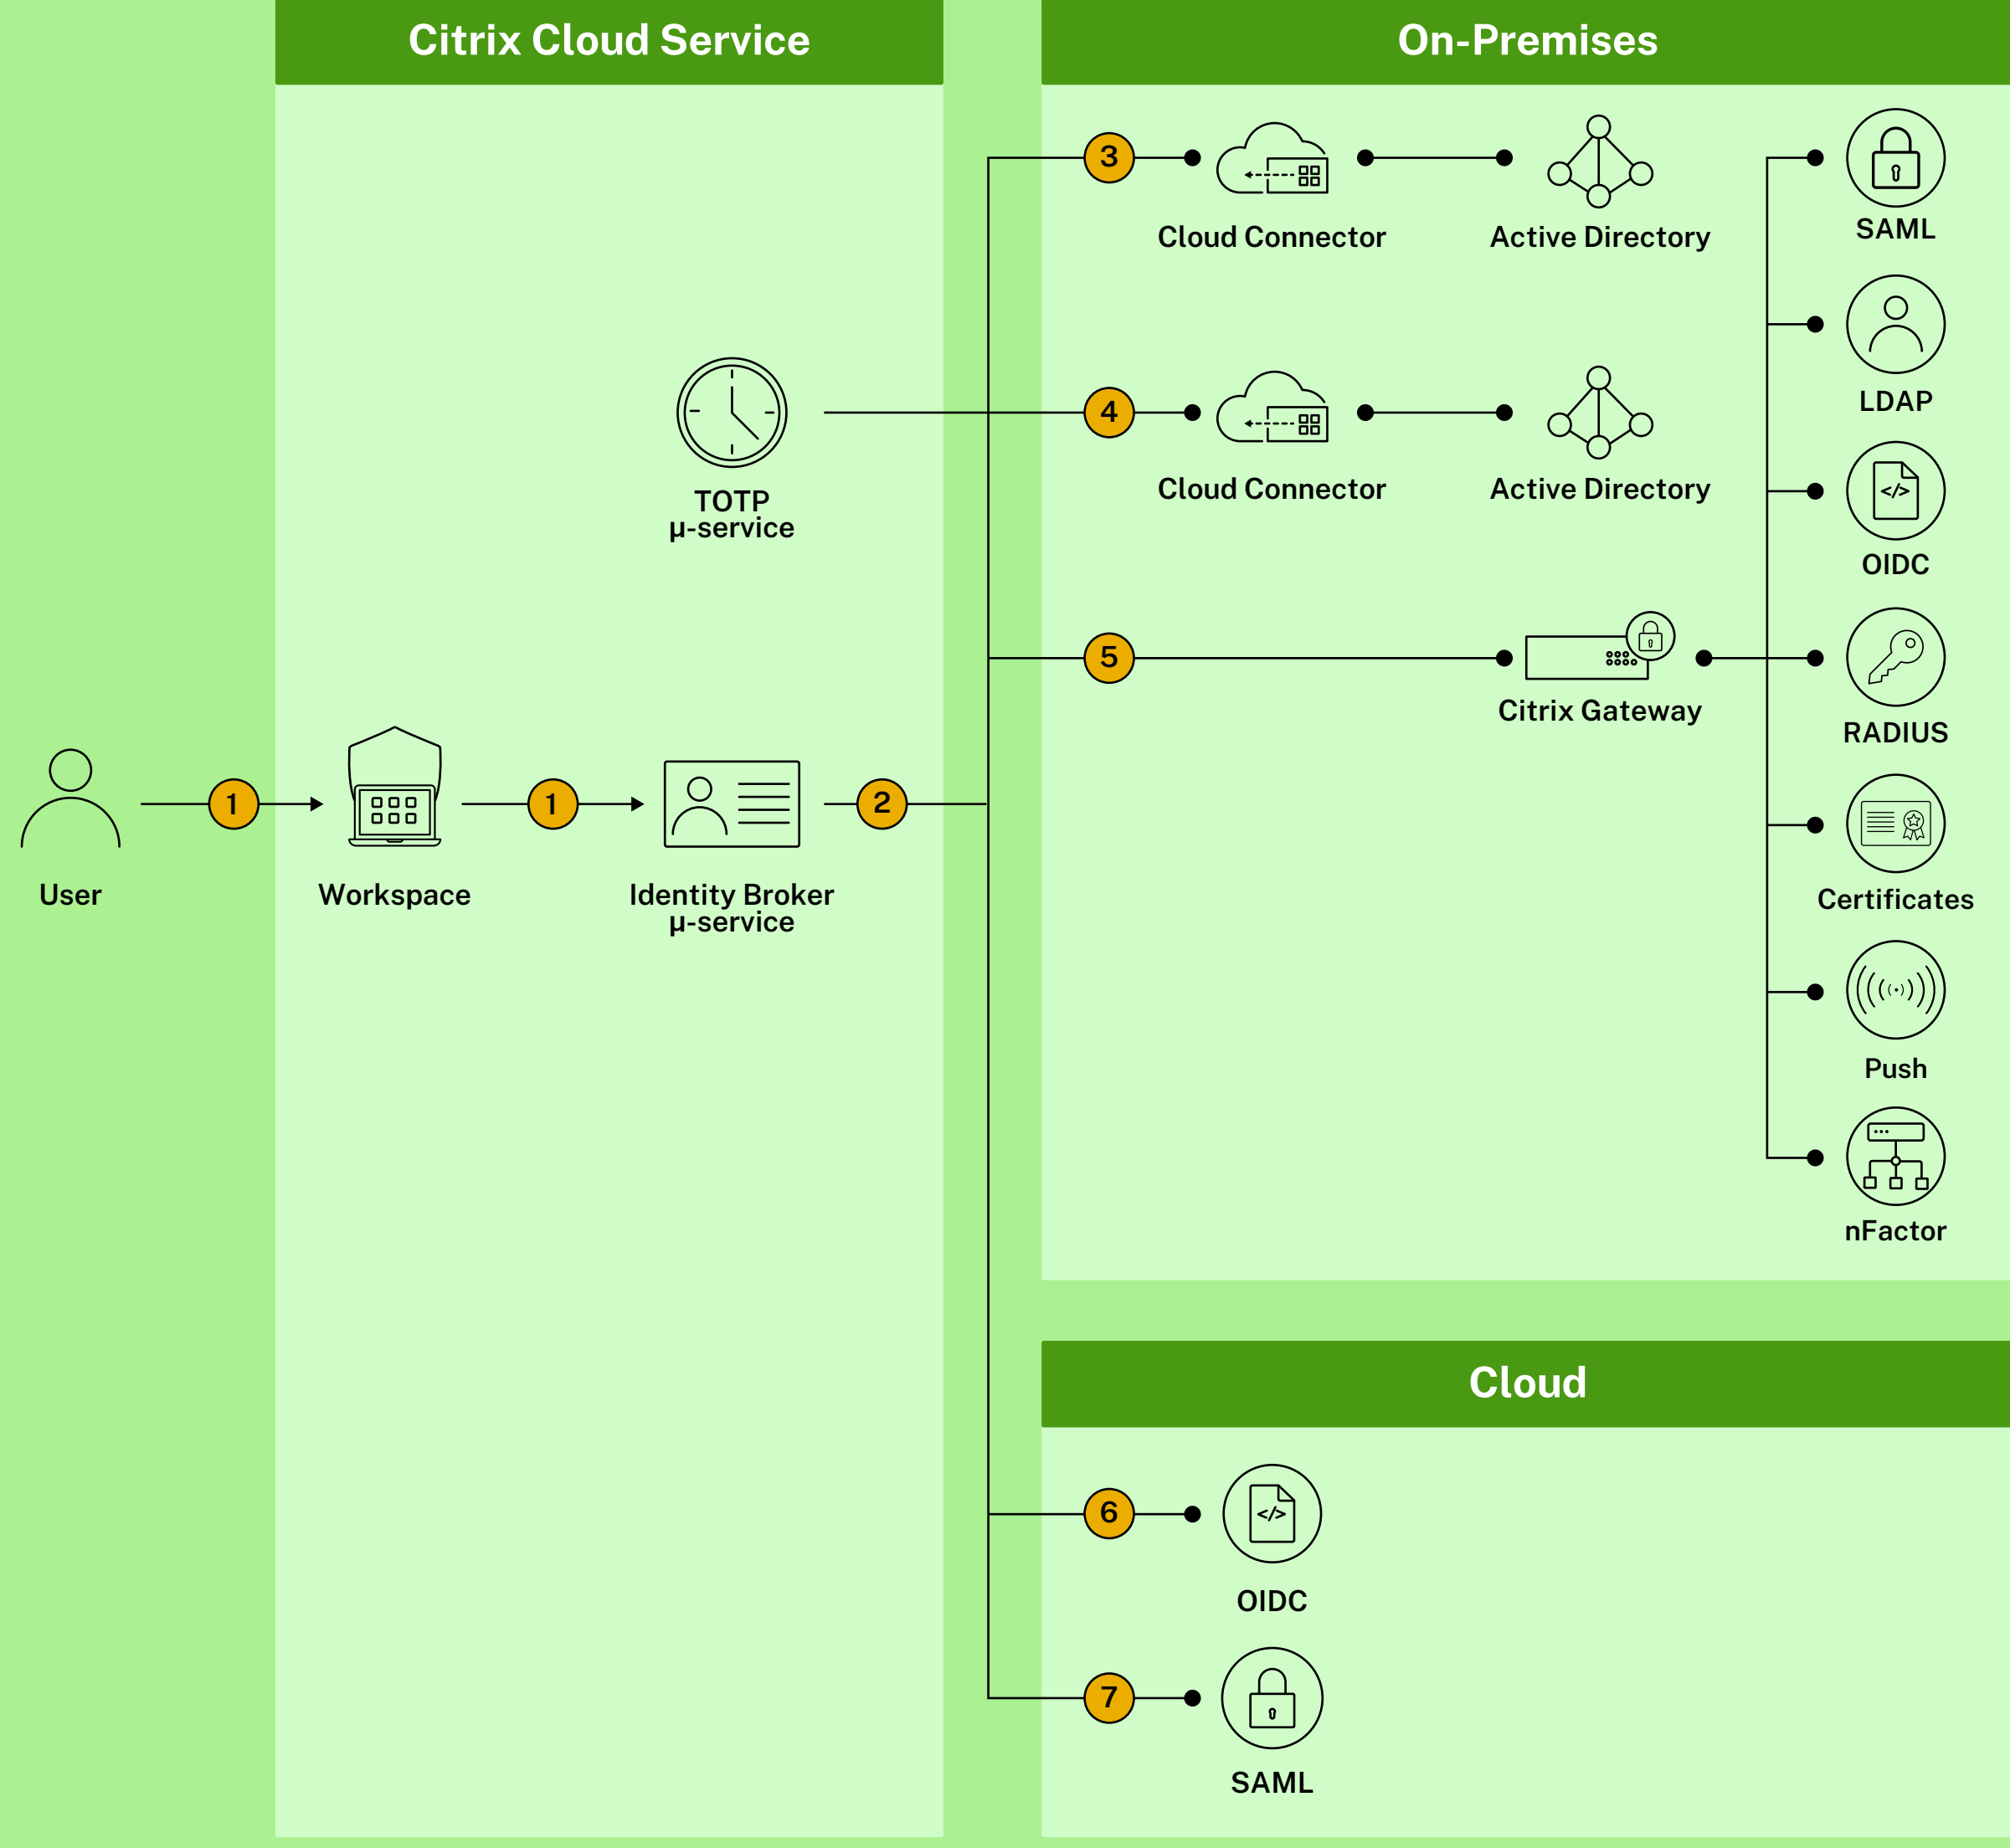 Citrix Cloud Service
On-Premises
3
Cloud Connector
Active Directory
SAML
LDAP
TOTP
µ-service
4
Cloud Connector
Active Directory
OIDC
5
Citrix Gateway
RADIUS
User
1
Workspace
1
Identity Broker
µ-service
2
Certificates
Push
nFactor
Cloud
6
OIDC
7
SAML